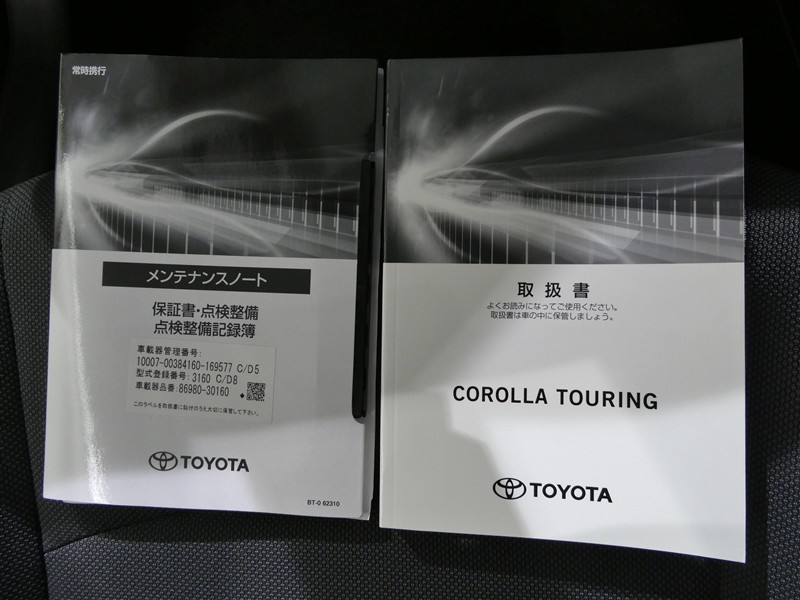 常時携行
メンテナンスノート
保証書・点検整備
点検整備記録簿
車載器管理番号:
10007-00384160-169577 C/D5
型式登録番号: 3160 C/D8
車載器品番: 86980-30160
このラベルを取扱書に貼付のうえ大切に保管して下さい。
TOYOTA
BT-0 62310
取扱書
よくお読みになってご使用ください。
取扱書は車の中に保管しましょう。
COROLLA TOURING
TOYOTA